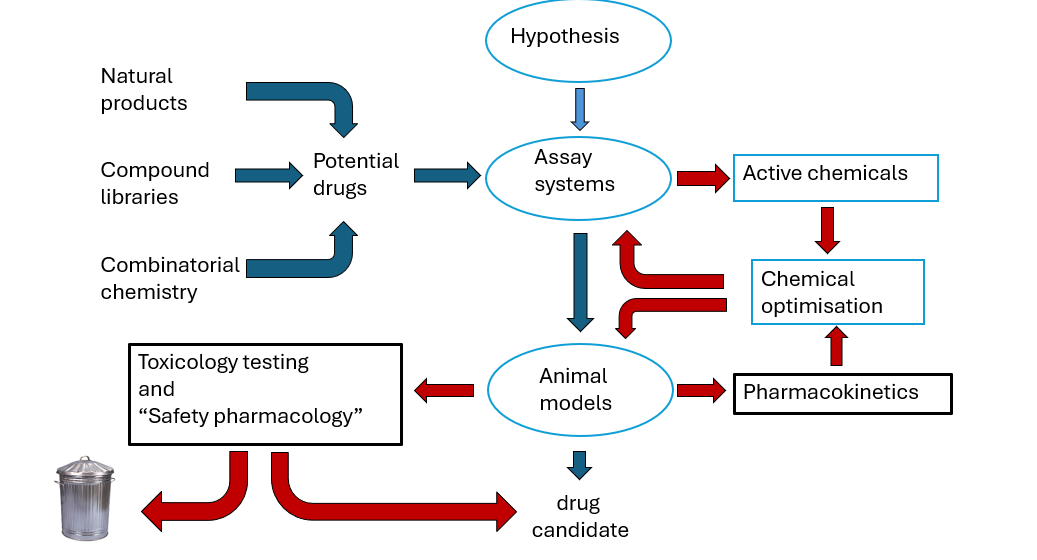 Hypothesis
Natural
products
Compound
libraries
Combinatorial
chemistry
Potential
drugs
Assay
systems
Active chemicals
Chemical
optimisation
Pharmacokinetics
Animal
models
Toxicology testing
and
“Safety pharmacology”
drug
candidate